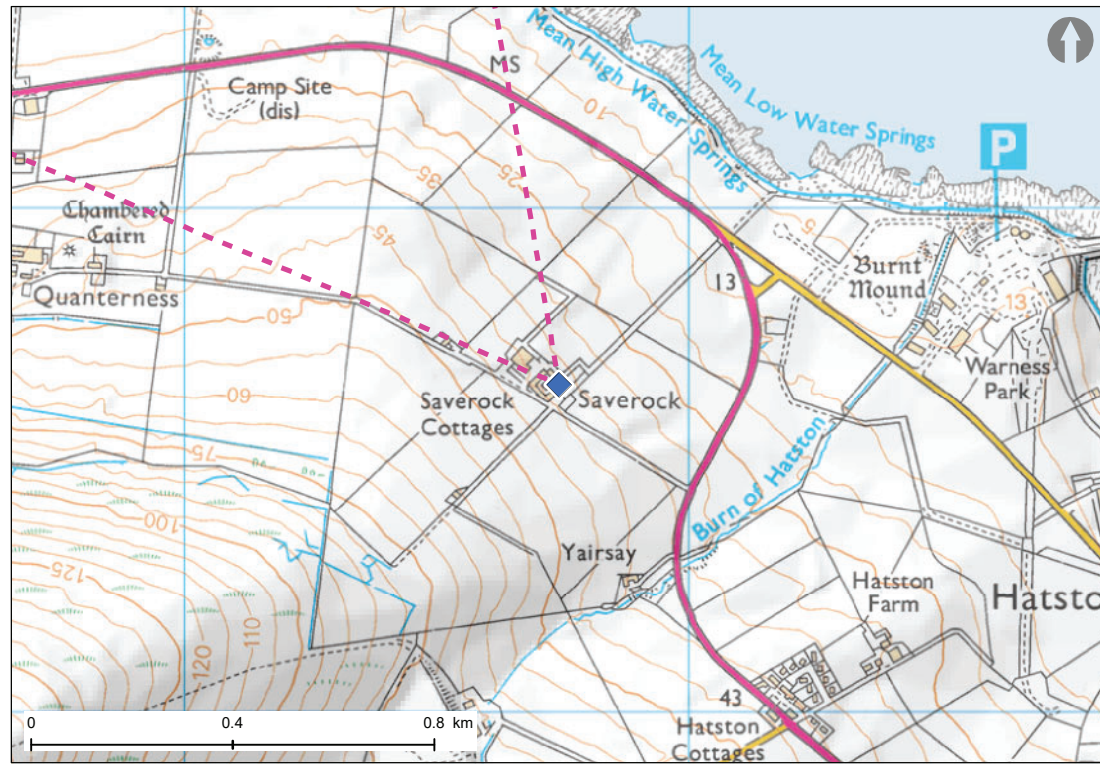 MS
Camp Site
(dis)
10
Mean High Water Springs
Mean Low Water Springs
P
35
25
Chambered
Cairn
45
5
Burnt
Mound
13
13
Quanterness
50
Warness
Park
60
Saverock
Cottages
Saverock
75
Burn of Hatston
100
Yairsay
125
Hatston
Farm
Hatsto
110
120
43
Hatston
Cottages
0
0.4
0.8 km